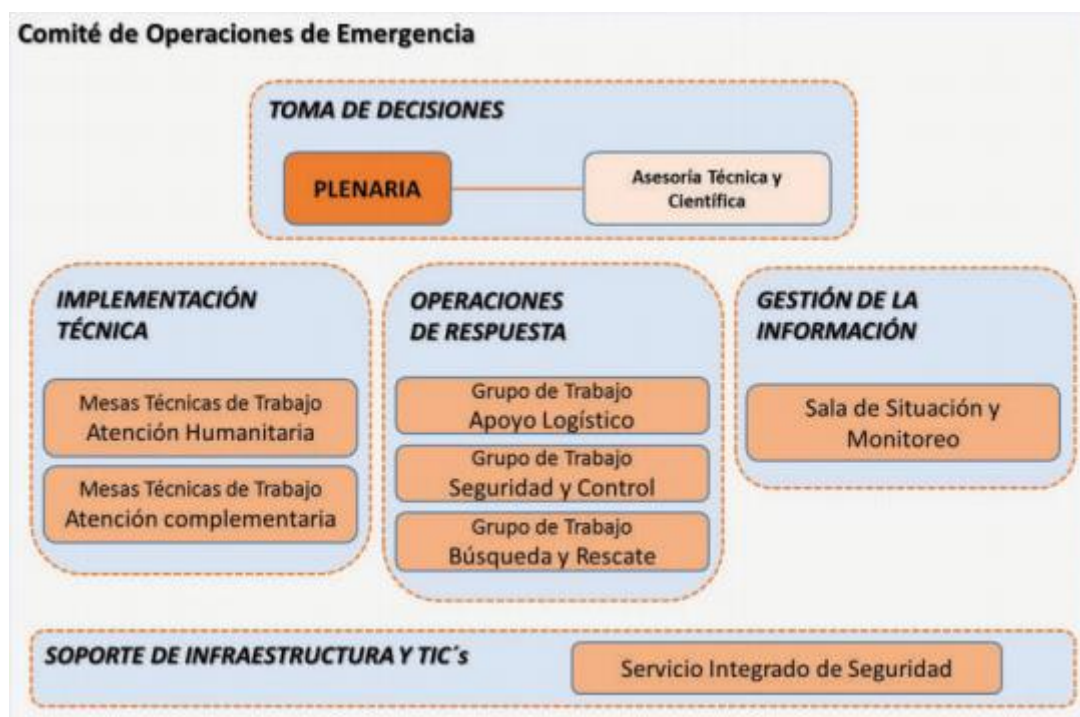 Comité de Operaciones de Emergencia
TOMA DE DECISIONES
PLENARIA
Asesoría Técnica y
Científica
IMPLEMENTACIÓN
TÉCNICA
Mesas Técnicas de Trabajo
Atención Humanitaria
Mesas Técnicas de Trabajo
Atención complementaria
OPERACIONES
DE RESPUESTA
Grupo de Trabajo
Apoyo Logístico
Grupo de Trabajo
Seguridad y Control
Grupo de Trabajo
Búsqueda y Rescate
GESTIÓN DE LA
INFORMACIÓN
Sala de Situación y
Monitoreo
SOPORTE DE INFRAESTRUCTURA Y TIC´s
Servicio Integrado de Seguridad